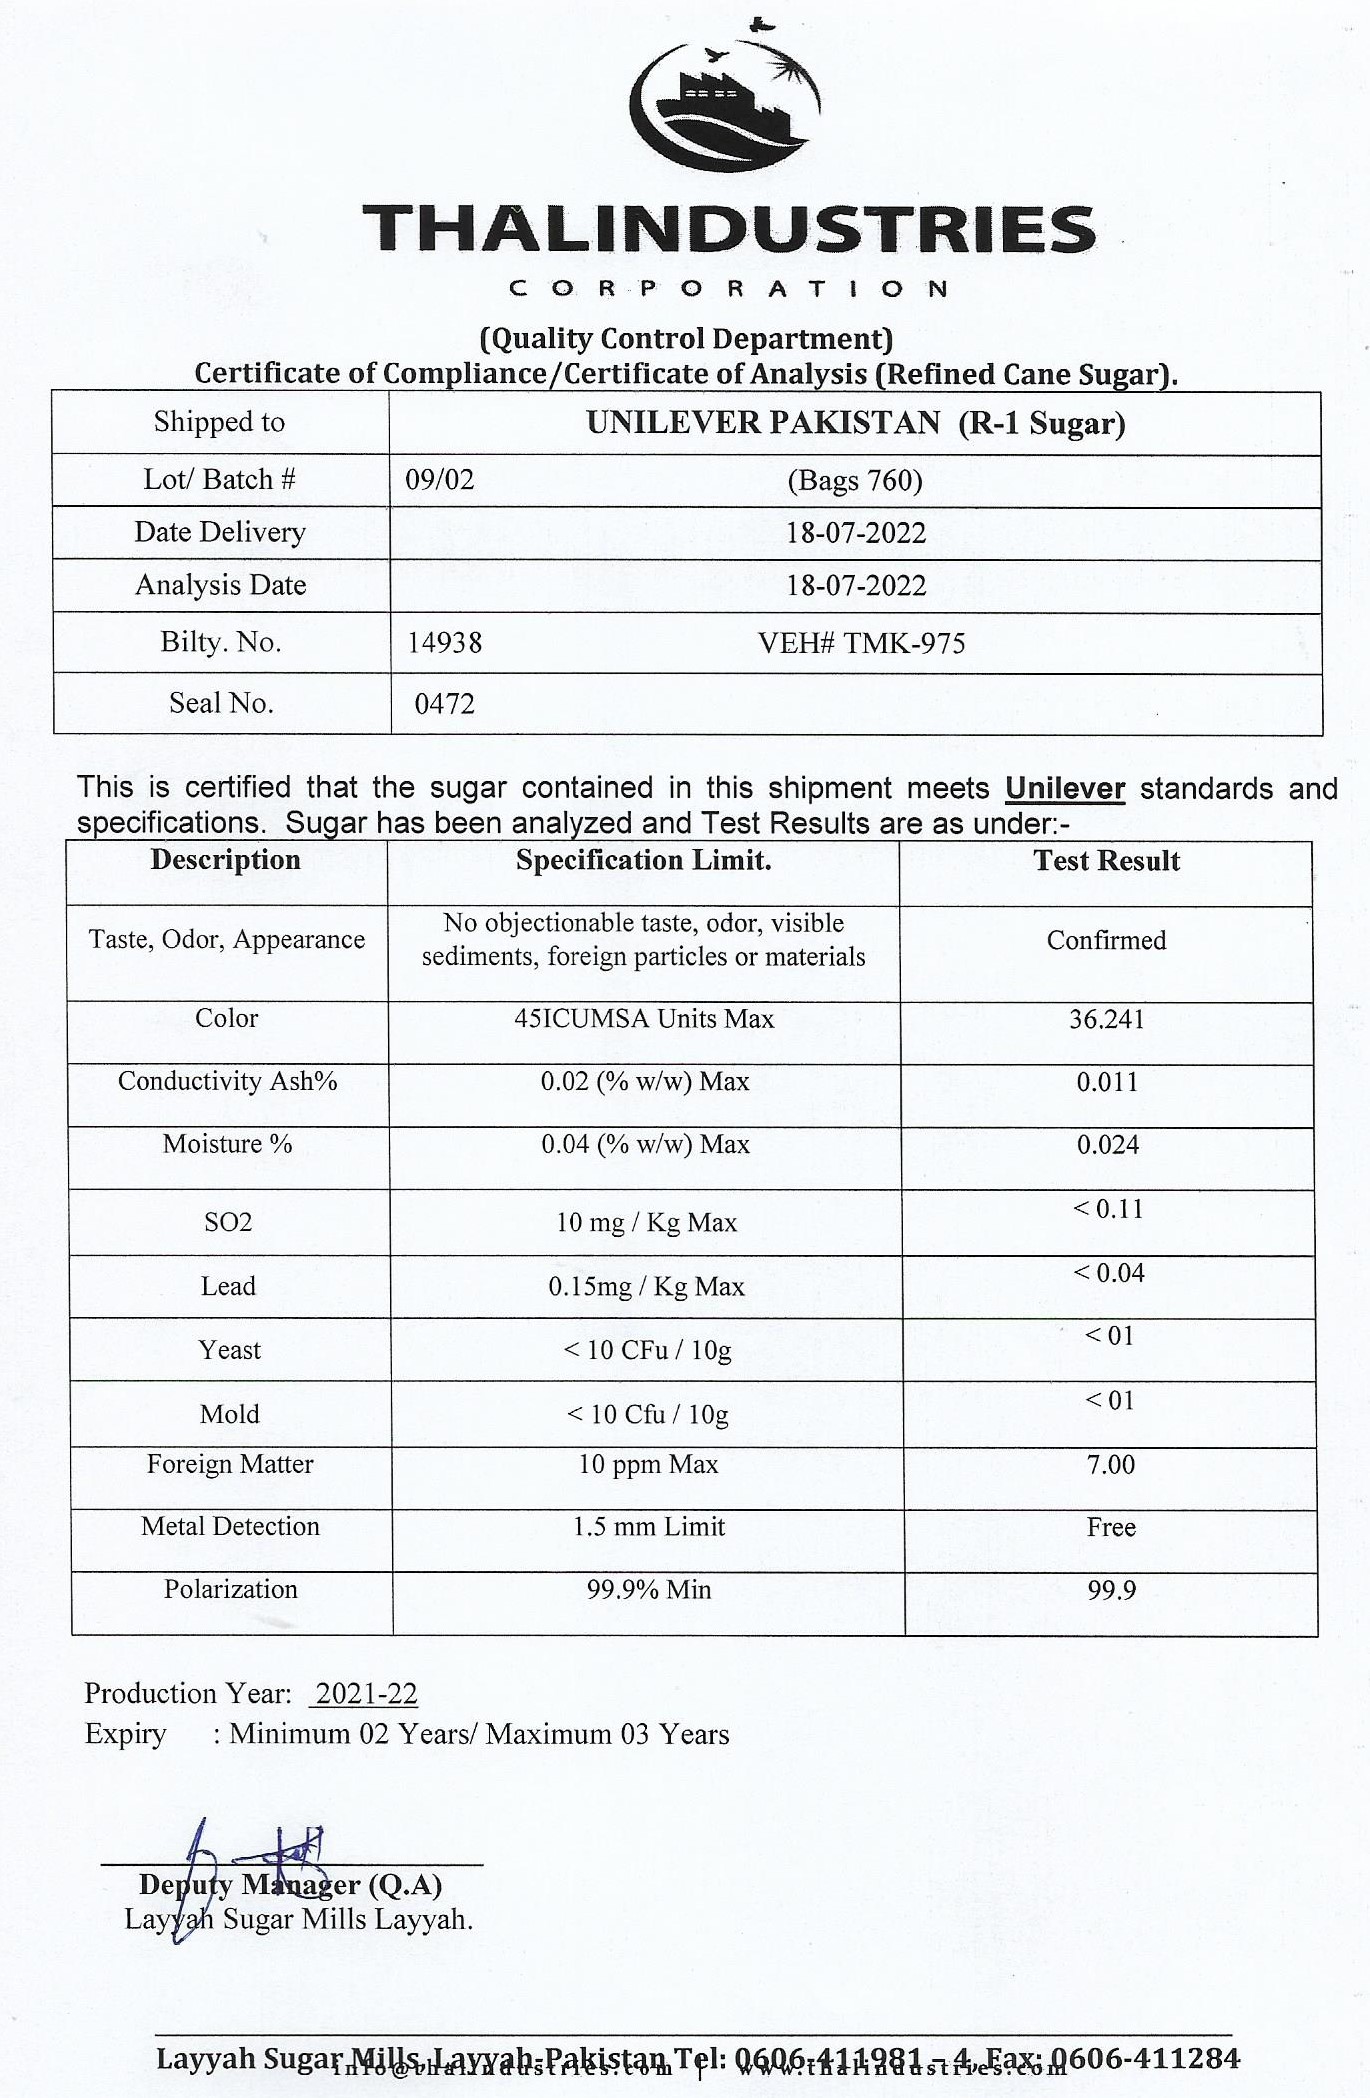 THALINDUSTRIES
CORPORATION
(Quality Control Department)
Certificate of Compliance/Certificate of Analysis (Refined Cane Sugar).
Shipped to UNILEVER PAKISTAN (R-1 Sugar)
Lot/ Batch # 09/02 (Bags 760)
Date Delivery 18-07-2022
Analysis Date 18-07-2022
Bilty. No. 14938 VEH# TMK-975
Seal No. 0472
This is certified that the sugar contained in this shipment meets Unilever standards and
specifications. Sugar has been analyzed and Test Results are as under:-
Description Specification Limit. Test Result
Taste, Odor, Appearance No objectionable taste, odor, visible
sediments, foreign particles or materials Confirmed
Color 45ICUMSA Units Max 36.241
Conductivity Ash% 0.02 (% w/w) Max 0.011
Moisture % 0.04 (% w/w) Max 0.024
SO2 10 mg / Kg Max < 0.11
Lead 0.15mg / Kg Max < 0.04
Yeast < 10 CFu / 10g < 01
Mold < 10 Cfu / 10g < 01
Foreign Matter 10 ppm Max 7.00
Metal Detection 1.5 mm Limit Free
Polarization 99.9% Min 99.9
Production Year: 2021-22
Expiry : Minimum 02 Years/ Maximum 03 Years
Deputy Manager (Q.A)
Layyah Sugar Mills Layyah.
Layyah Sugar Mills, Layyah-Pakistan Tel: 0606-411981 – 4, Fax: 0606-411284
info@thalindustries.com | www.thalindustries.com